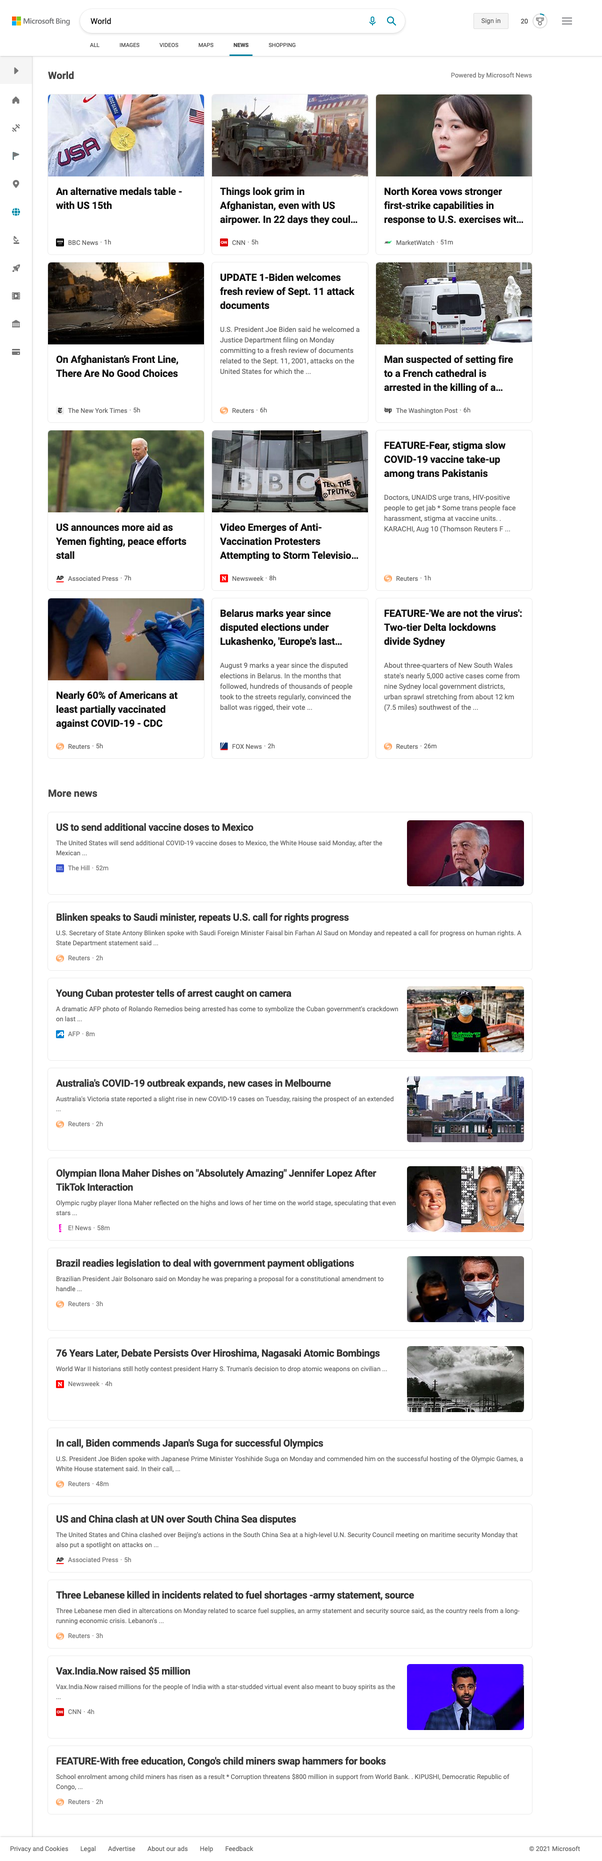 Microsoft Bing
World
Sign in
20
ALL
IMAGES
VIDEOS
MAPS
NEWS
SHOPPING
World
Powered by Microsoft News
USA
An alternative medals table -
with US 15th
BBC News · 1h
Things look grim in
Afghanistan, even with US
airpower. In 22 days they coul...
CNN · 5h
North Korea vows stronger
first-strike capabilities in
response to U.S. exercises wit...
MarketWatch · 51m
On Afghanistan's Front Line,
There Are No Good Choices
The New York Times · 5h
UPDATE 1-Biden welcomes
fresh review of Sept. 11 attack
documents
U.S. President Joe Biden said he welcomed a
Justice Department filing on Monday
committing to a fresh review of documents
related to the Sept. 11, 2001, attacks on the
United States for which the ...
Reuters · 6h
Man suspected of setting fire
to a French cathedral is
arrested in the killing of a...
The Washington Post · 6h
US announces more aid as
Yemen fighting, peace efforts
stall
AP Associated Press · 7h
BBC
TELL THE
TRUTH
Video Emerges of Anti-
Vaccination Protesters
Attempting to Storm Televisio...
N Newsweek · 8h
FEATURE-Fear, stigma slow
COVID-19 vaccine take-up
among trans Pakistanis
Doctors, UNAIDS urge trans, HIV-positive
people to get jab * Some trans people face
harassment, stigma at vaccine units. .
KARACHI, Aug 10 (Thomson Reuters F ...
Reuters · 1h
Nearly 60% of Americans at
least partially vaccinated
against COVID-19 - CDC
Reuters · 5h
Belarus marks year since
disputed elections under
Lukashenko, 'Europe's last...
August 9 marks a year since the disputed
elections in Belarus. In the months that
followed, hundreds of thousands of people
took to the streets regularly, convinced the
ballot was rigged, their vote ...
FOX News · 2h
FEATURE-'We are not the virus':
Two-tier Delta lockdowns
divide Sydney
About three-quarters of New South Wales
state's nearly 5,000 active cases come from
nine Sydney local government districts,
urban sprawl stretching from about 12 km
(7.5 miles) southwest of the ...
Reuters · 26m
More news
US to send additional vaccine doses to Mexico
The United States will send additional COVID-19 vaccine doses to Mexico, the White House said Monday, after the
Mexican ...
The Hill · 52m
Blinken speaks to Saudi minister, repeats U.S. call for rights progress
U.S. Secretary of State Antony Blinken spoke with Saudi Foreign Minister Faisal bin Farhan Al Saud on Monday and repeated a call for progress on human rights. A
State Department statement said ...
Reuters · 2h
Young Cuban protester tells of arrest caught on camera
A dramatic AFP photo of Rolando Remedios being arrested has come to symbolize the Cuban government's crackdown
on last ...
AFP · 8m
Australia's COVID-19 outbreak expands, new cases in Melbourne
Australia's Victoria state reported a slight rise in new COVID-19 cases on Tuesday, raising the prospect of an extended
...
Reuters · 2h
Olympian Ilona Maher Dishes on "Absolutely Amazing" Jennifer Lopez After
TikTok Interaction
Olympic rugby player Ilona Maher reflected on the highs and lows of her time on the world stage, speculating that even
stars ...
E! News · 58m
Brazil readies legislation to deal with government payment obligations
Brazilian President Jair Bolsonaro said on Monday he was preparing a proposal for a constitutional amendment to
handle ...
Reuters · 3h
76 Years Later, Debate Persists Over Hiroshima, Nagasaki Atomic Bombings
World War II historians still hotly contest president Harry S. Truman's decision to drop atomic weapons on civilian ...
N Newsweek · 4h
In call, Biden commends Japan's Suga for successful Olympics
U.S. President Joe Biden spoke with Japanese Prime Minister Yoshihide Suga on Monday and commended him on the successful hosting of the Olympic Games, a
White House statement said. In their call, ...
Reuters · 48m
US and China clash at UN over South China Sea disputes
The United States and China clashed over Beijing's actions in the South China Sea at a high-level U.N. Security Council meeting on maritime security Monday that
also put a spotlight on attacks on ...
AP Associated Press · 5h
Three Lebanese killed in incidents related to fuel shortages -army statement, source
Three Lebanese men died in altercations on Monday related to scarce fuel supplies, an army statement and security source said, as the country reels from a long-
running economic crisis. Lebanon's ...
Reuters · 3h
Vax.India.Now raised $5 million
Vax.India.Now raised millions for the people of India with a star-studded virtual event also meant to buoy spirits as the
...
CNN · 4h
FEATURE-With free education, Congo's child miners swap hammers for books
School enrolment among child miners has risen as a result * Corruption threatens $800 million in support from World Bank. . KIPUSHI, Democratic Republic of
Congo, ...
Reuters · 2h
Privacy and Cookies
Legal
Advertise
About our ads
Help
Feedback
© 2021 Microsoft